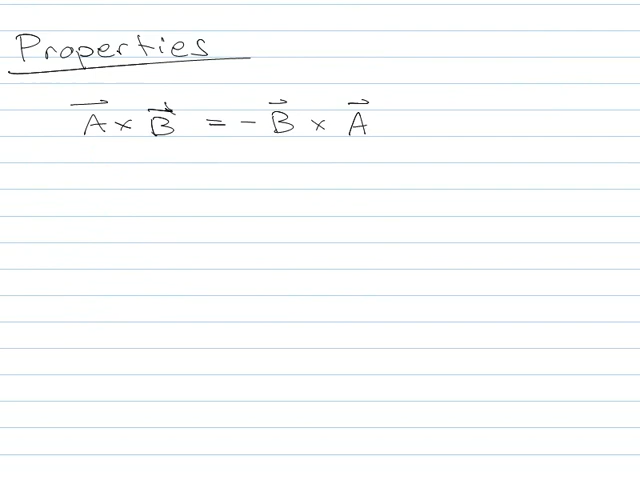 Properties
A⃗ × B⃗ = - B⃗ × A⃗